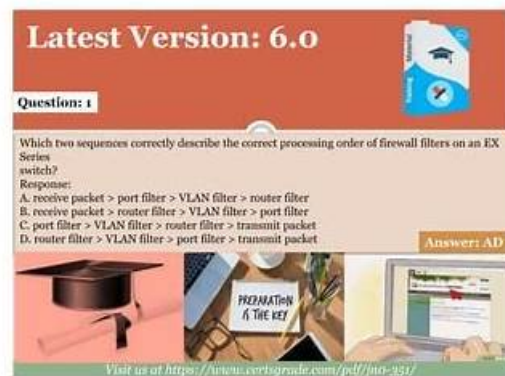 Latest Version: 6.0
Question: 1
Which two sequences correctly describe the correct processing order of firewall filters on an EX
Series
switch?
Response:
A. receive packet > port filter > VLAN filter > router filter
B. receive packet > router filter > VLAN filter > port filter
C. port filter > VLAN filter > router filter > transmit packet
D. router filter > VLAN filter > port filter > transmit packet
Answer: AD
PREPARATION
IS THE KEY
Visit us at https://www.certsgrade.com/pdf/jn0-351/
Training
Material